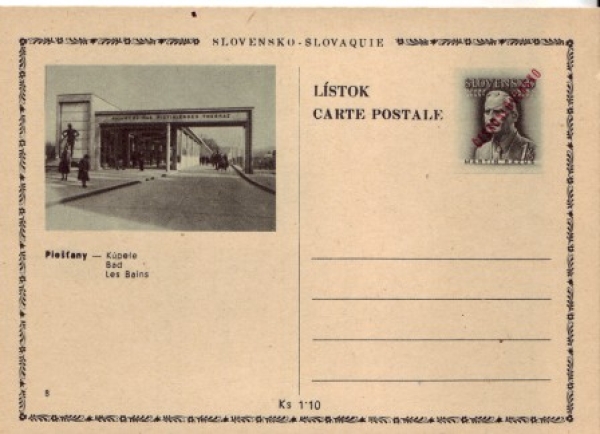 SLOVENSKO - SLOVAQUIE
LÍSTOK
CARTE POSTALE
SLOVENSKO
Piešťany — Kúpele
Bad
Les Bains
8
Ks 1·10